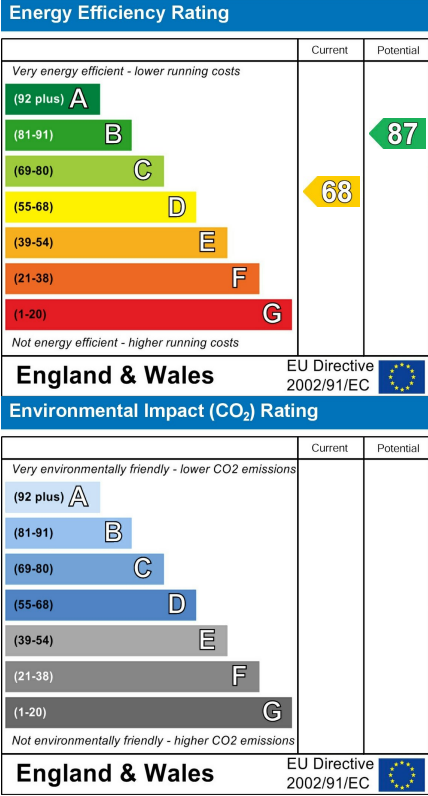 Energy Efficiency Rating
Current Potential
Very energy efficient - lower running costs
(92 plus) A
(81-91) B
87
(69-80) C
68
(55-68) D
(39-54) E
(21-38) F
(1-20) G
Not energy efficient - higher running costs
England & Wales
EU Directive
2002/91/EC
Environmental Impact (CO₂) Rating
Current Potential
Very environmentally friendly - lower CO2 emissions
(92 plus) A
(81-91) B
(69-80) C
(55-68) D
(39-54) E
(21-38) F
(1-20) G
Not environmentally friendly - higher CO2 emissions
England & Wales
EU Directive
2002/91/EC